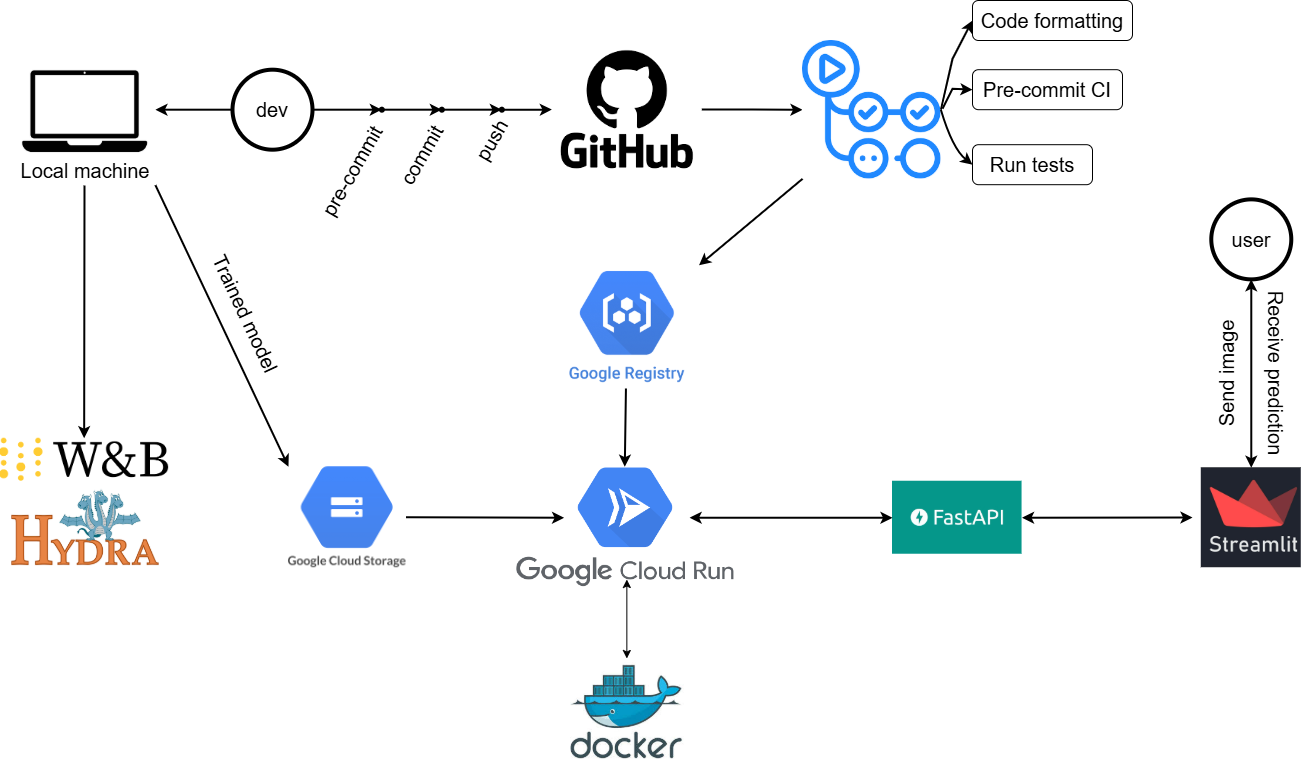 Code formatting
Pre-commit CI
Run tests
dev
pre-commit
commit
push
GitHub
Local machine
user
Send image
Receive prediction
Trained model
Google Registry
W&B
HYDRA
Google Cloud Storage
Google Cloud Run
FastAPI
Streamlit
docker